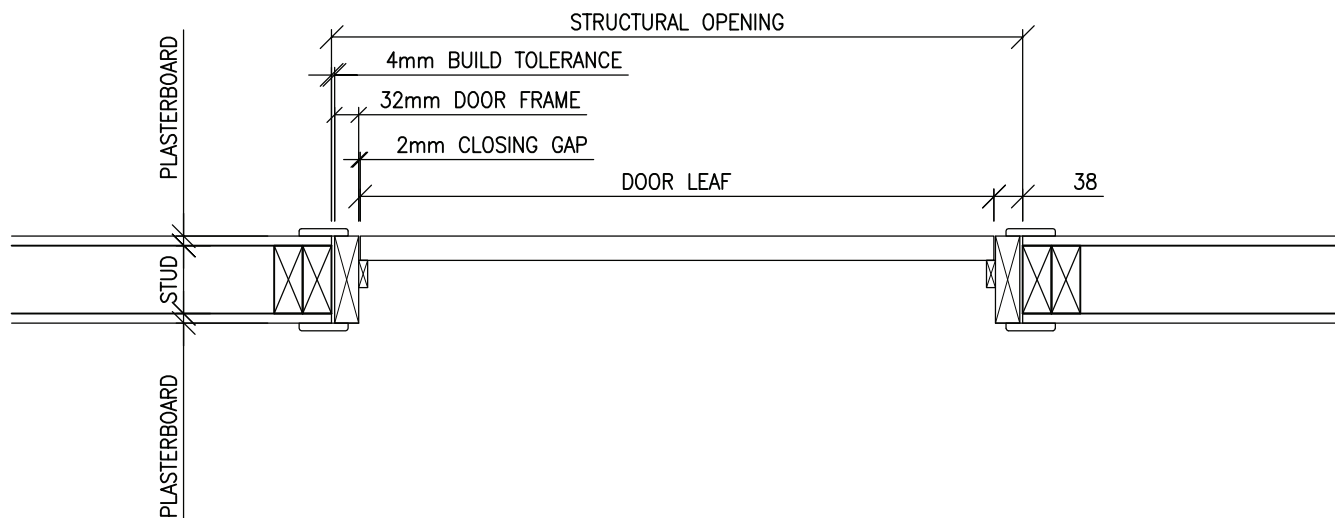 STRUCTURAL OPENING
4mm BUILD TOLERANCE
32mm DOOR FRAME
2mm CLOSING GAP
DOOR LEAF
38
PLASTERBOARD
STUD
PLASTERBOARD